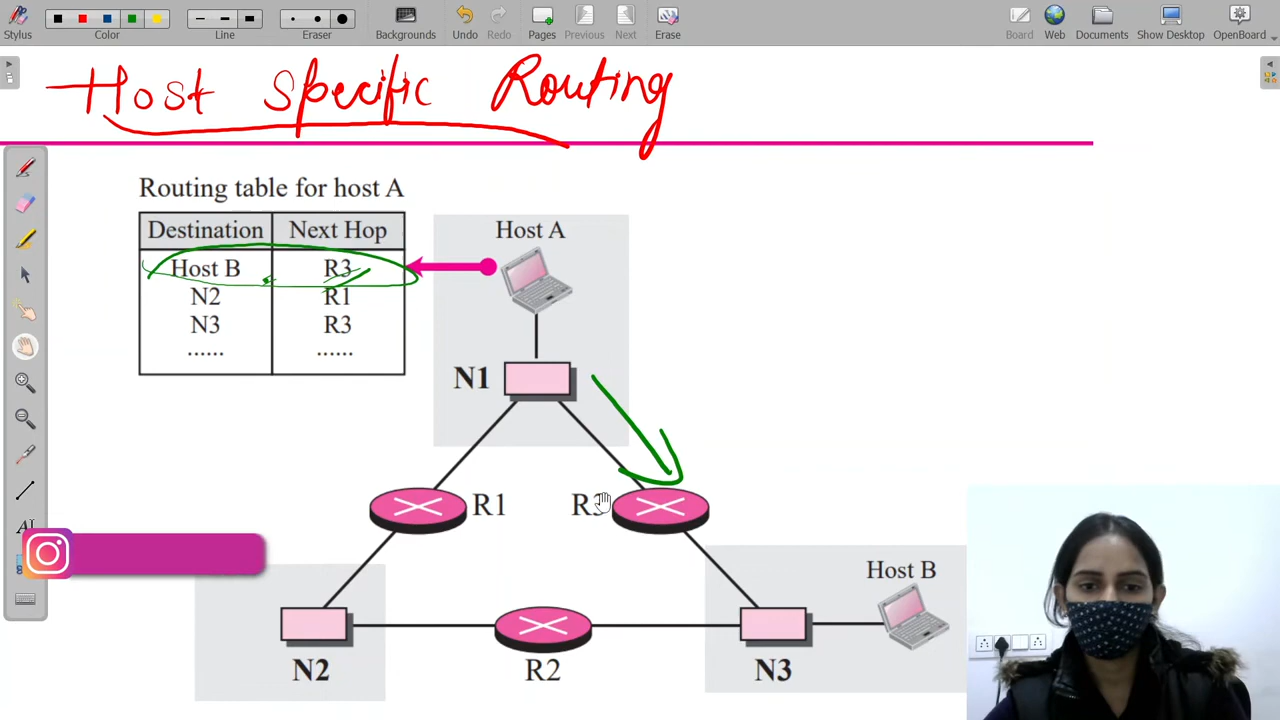 Stylus Color Line Eraser Backgrounds Undo Redo Pages Previous Next Erase Board Web Documents Show Desktop OpenBoard
Host Specific Routing
Routing table for host A
Destination Next Hop
Host B R3
N2 R1
N3 R3
...... ......
Host A
N1
R1
R3
Host B
N2
R2
N3
AI